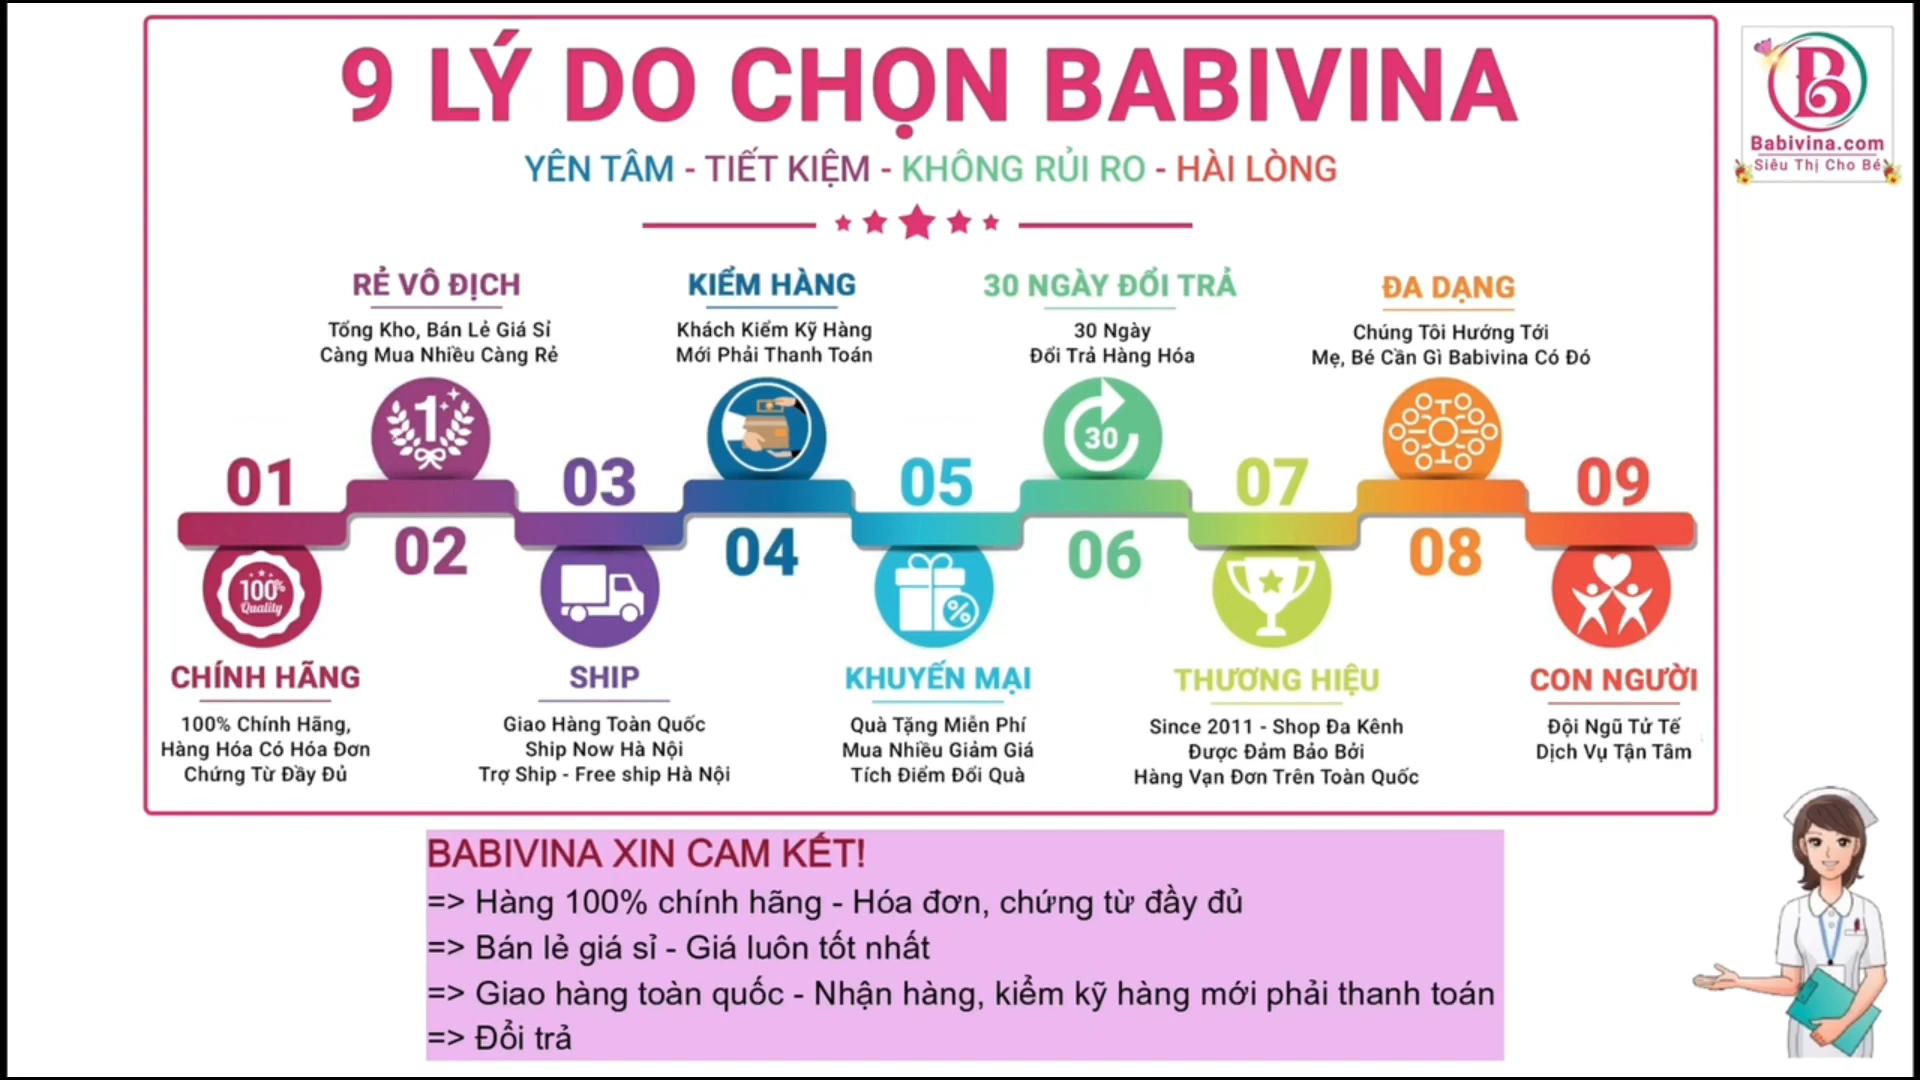 9 LÝ DO CHỌN BABIVINA
YÊN TÂM - TIẾT KIỆM - KHÔNG RỦI RO - HÀI LÒNG
B
Babivina.com
Siêu Thị Cho Bé
RẺ VÔ ĐỊCH
Tổng Kho, Bán Lẻ Giá Sỉ
Càng Mua Nhiều Càng Rẻ
KIỂM HÀNG
Khách Kiểm Kỹ Hàng
Mới Phải Thanh Toán
30 NGÀY ĐỔI TRẢ
30 Ngày
Đổi Trả Hàng Hóa
ĐA DẠNG
Chúng Tôi Hướng Tới
Mẹ, Bé Cần Gì Babivina Có Đó
1
30
01
03
05
07
09
02
04
06
08
100%
Quality
%
CHÍNH HÃNG
100% Chính Hãng,
Hàng Hóa Có Hóa Đơn
Chứng Từ Đầy Đủ
SHIP
Giao Hàng Toàn Quốc
Ship Now Hà Nội
Trợ Ship - Free ship Hà Nội
KHUYẾN MẠI
Quà Tặng Miễn Phí
Mua Nhiều Giảm Giá
Tích Điểm Đổi Quà
THƯƠNG HIỆU
Since 2011 - Shop Đa Kênh
Được Đảm Bảo Bởi
Hàng Vạn Đơn Trên Toàn Quốc
CON NGƯỜI
Đội Ngũ Tử Tế
Dịch Vụ Tận Tâm
BABIVINA XIN CAM KẾT!
=> Hàng 100% chính hãng - Hóa đơn, chứng từ đầy đủ
=> Bán lẻ giá sỉ - Giá luôn tốt nhất
=> Giao hàng toàn quốc - Nhận hàng, kiểm kỹ hàng mới phải thanh toán
=> Đổi trả